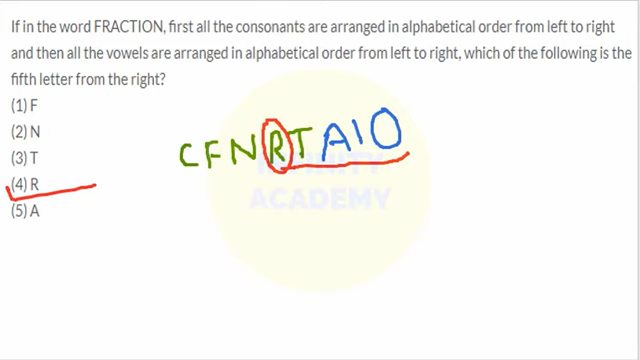 If in the word FRACTION, first all the consonants are arranged in alphabetical order from left to right
and then all the vowels are arranged in alphabetical order from left to right, which of the following is the
fifth letter from the right?
(1) F
(2) N
(3) T
(4) R
(5) A
CFNRTAIO
INFINITY
ACADEMY